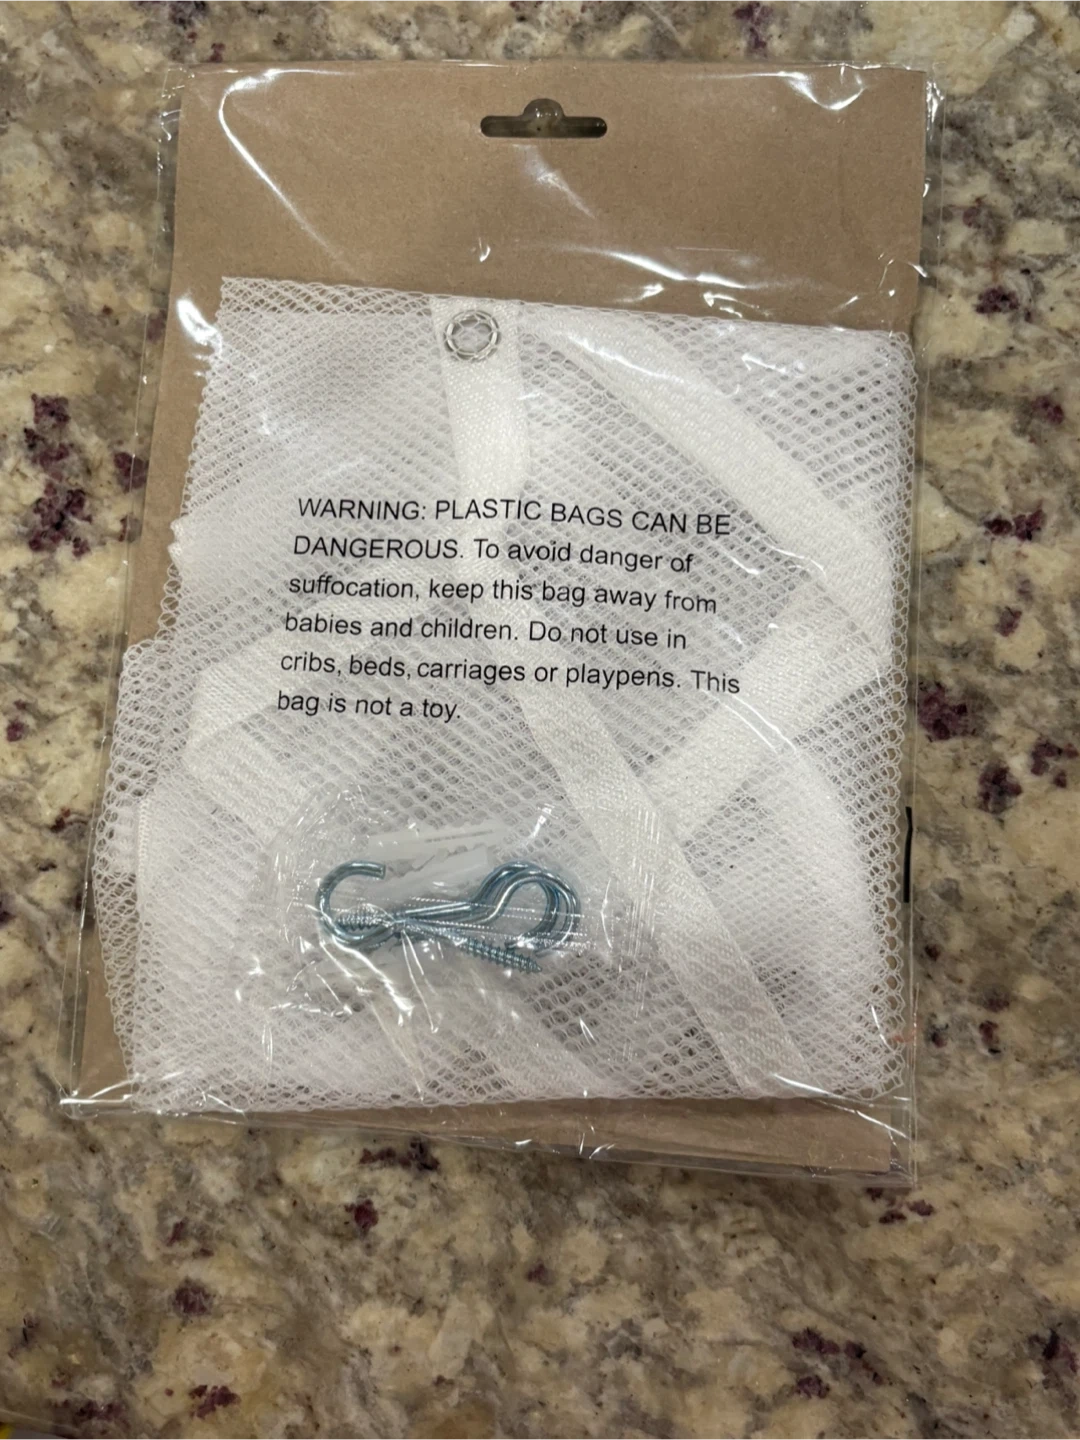 WARNING: PLASTIC BAGS CAN BE
DANGEROUS. To avoid danger of
suffocation, keep this bag away from
babies and children. Do not use in
cribs, beds, carriages or playpens. This
bag is not a toy.